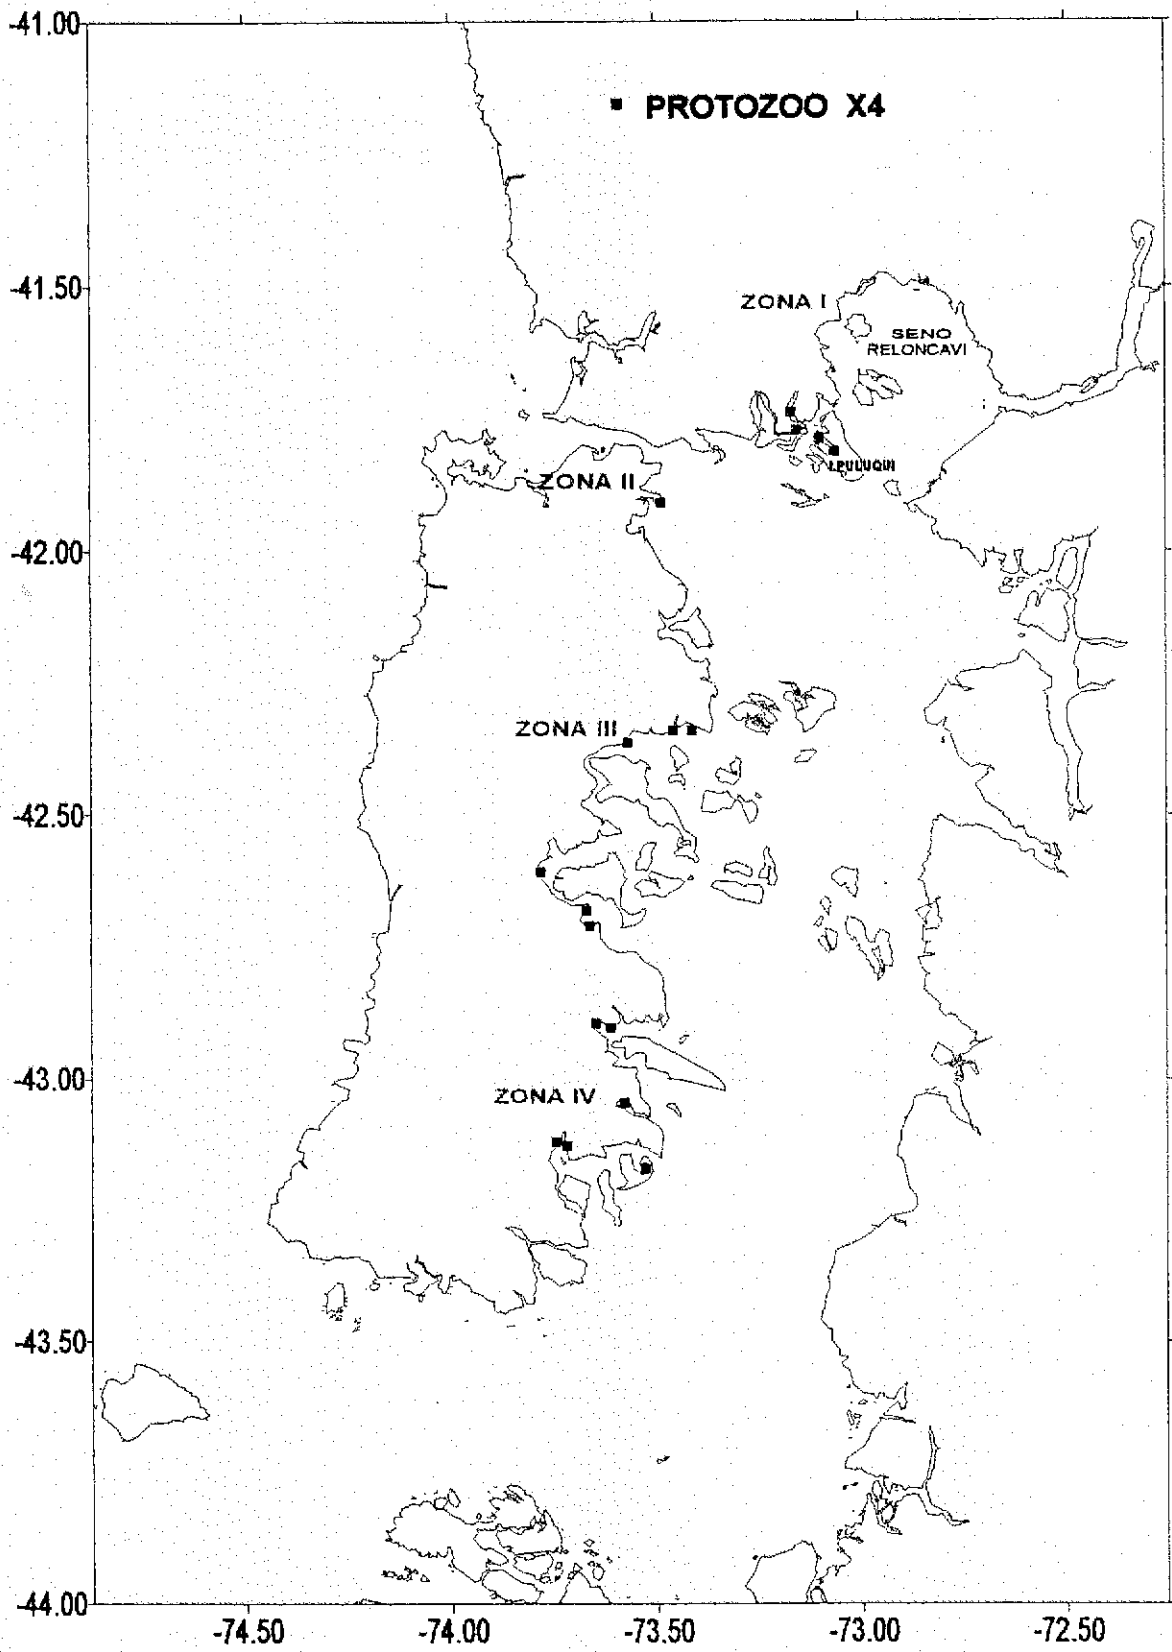 -41.00
PROTOZOO X4
-41.50
ZONA I
SENO
RELONCAVI
I.PULUQUI
ZONA II
-42.00
ZONA III
-42.50
-43.00
ZONA IV
-43.50
-44.00
-74.50
-74.00
-73.50
-73.00
-72.50